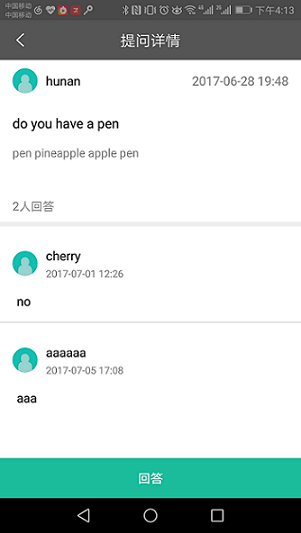 中国移动
中国移动
下午4:13
提问详情
hunan
2017-06-28 19:48
do you have a pen
pen pineapple apple pen
2人回答
cherry
2017-07-01 12:26
no
aaaaaa
2017-07-05 17:08
aaa
回答